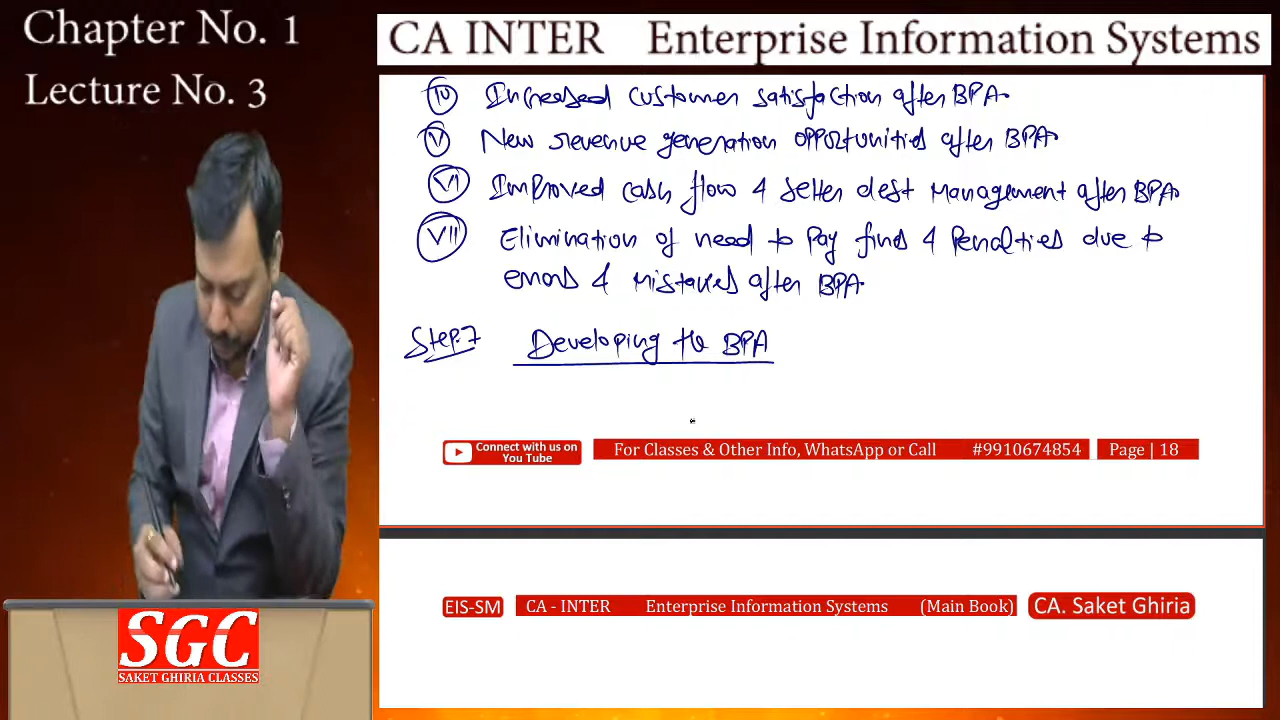 Chapter No. 1
Lecture No. 3
CA INTER Enterprise Information Systems
IV Increased customer satisfaction after BPA.
V New revenue generation opportunities after BPA.
VI Improved cash flow & better debt management after BPA.
VII Elimination of need to pay fines & Penalties due to
errors & mistakes after BPA.
Step:7 Developing the BPA
Connect with us on
You Tube
For Classes & Other Info, WhatsApp or Call #9910674854 Page | 18
EIS-SM CA - INTER Enterprise Information Systems (Main Book) CA. Saket Ghiria
SGC
SAKET GHIRIA CLASSES